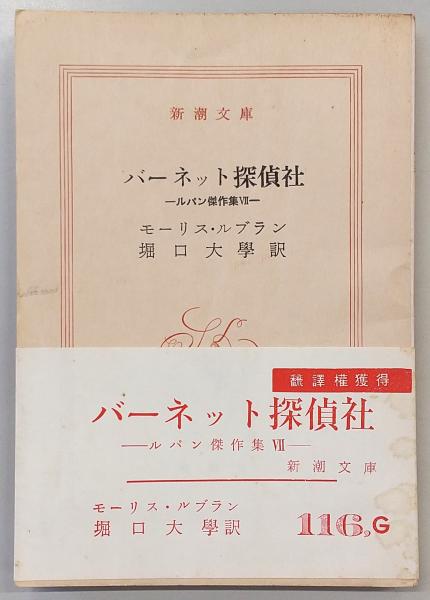 新潮文庫
バーネット探偵社
―ルパン傑作集Ⅶ―
モーリス・ルブラン
堀口大學訳
飜譯權獲得
バーネット探偵社
――ルパン傑作集Ⅶ――
新潮文庫
モーリス・ルブラン
堀口大學訳
116,G